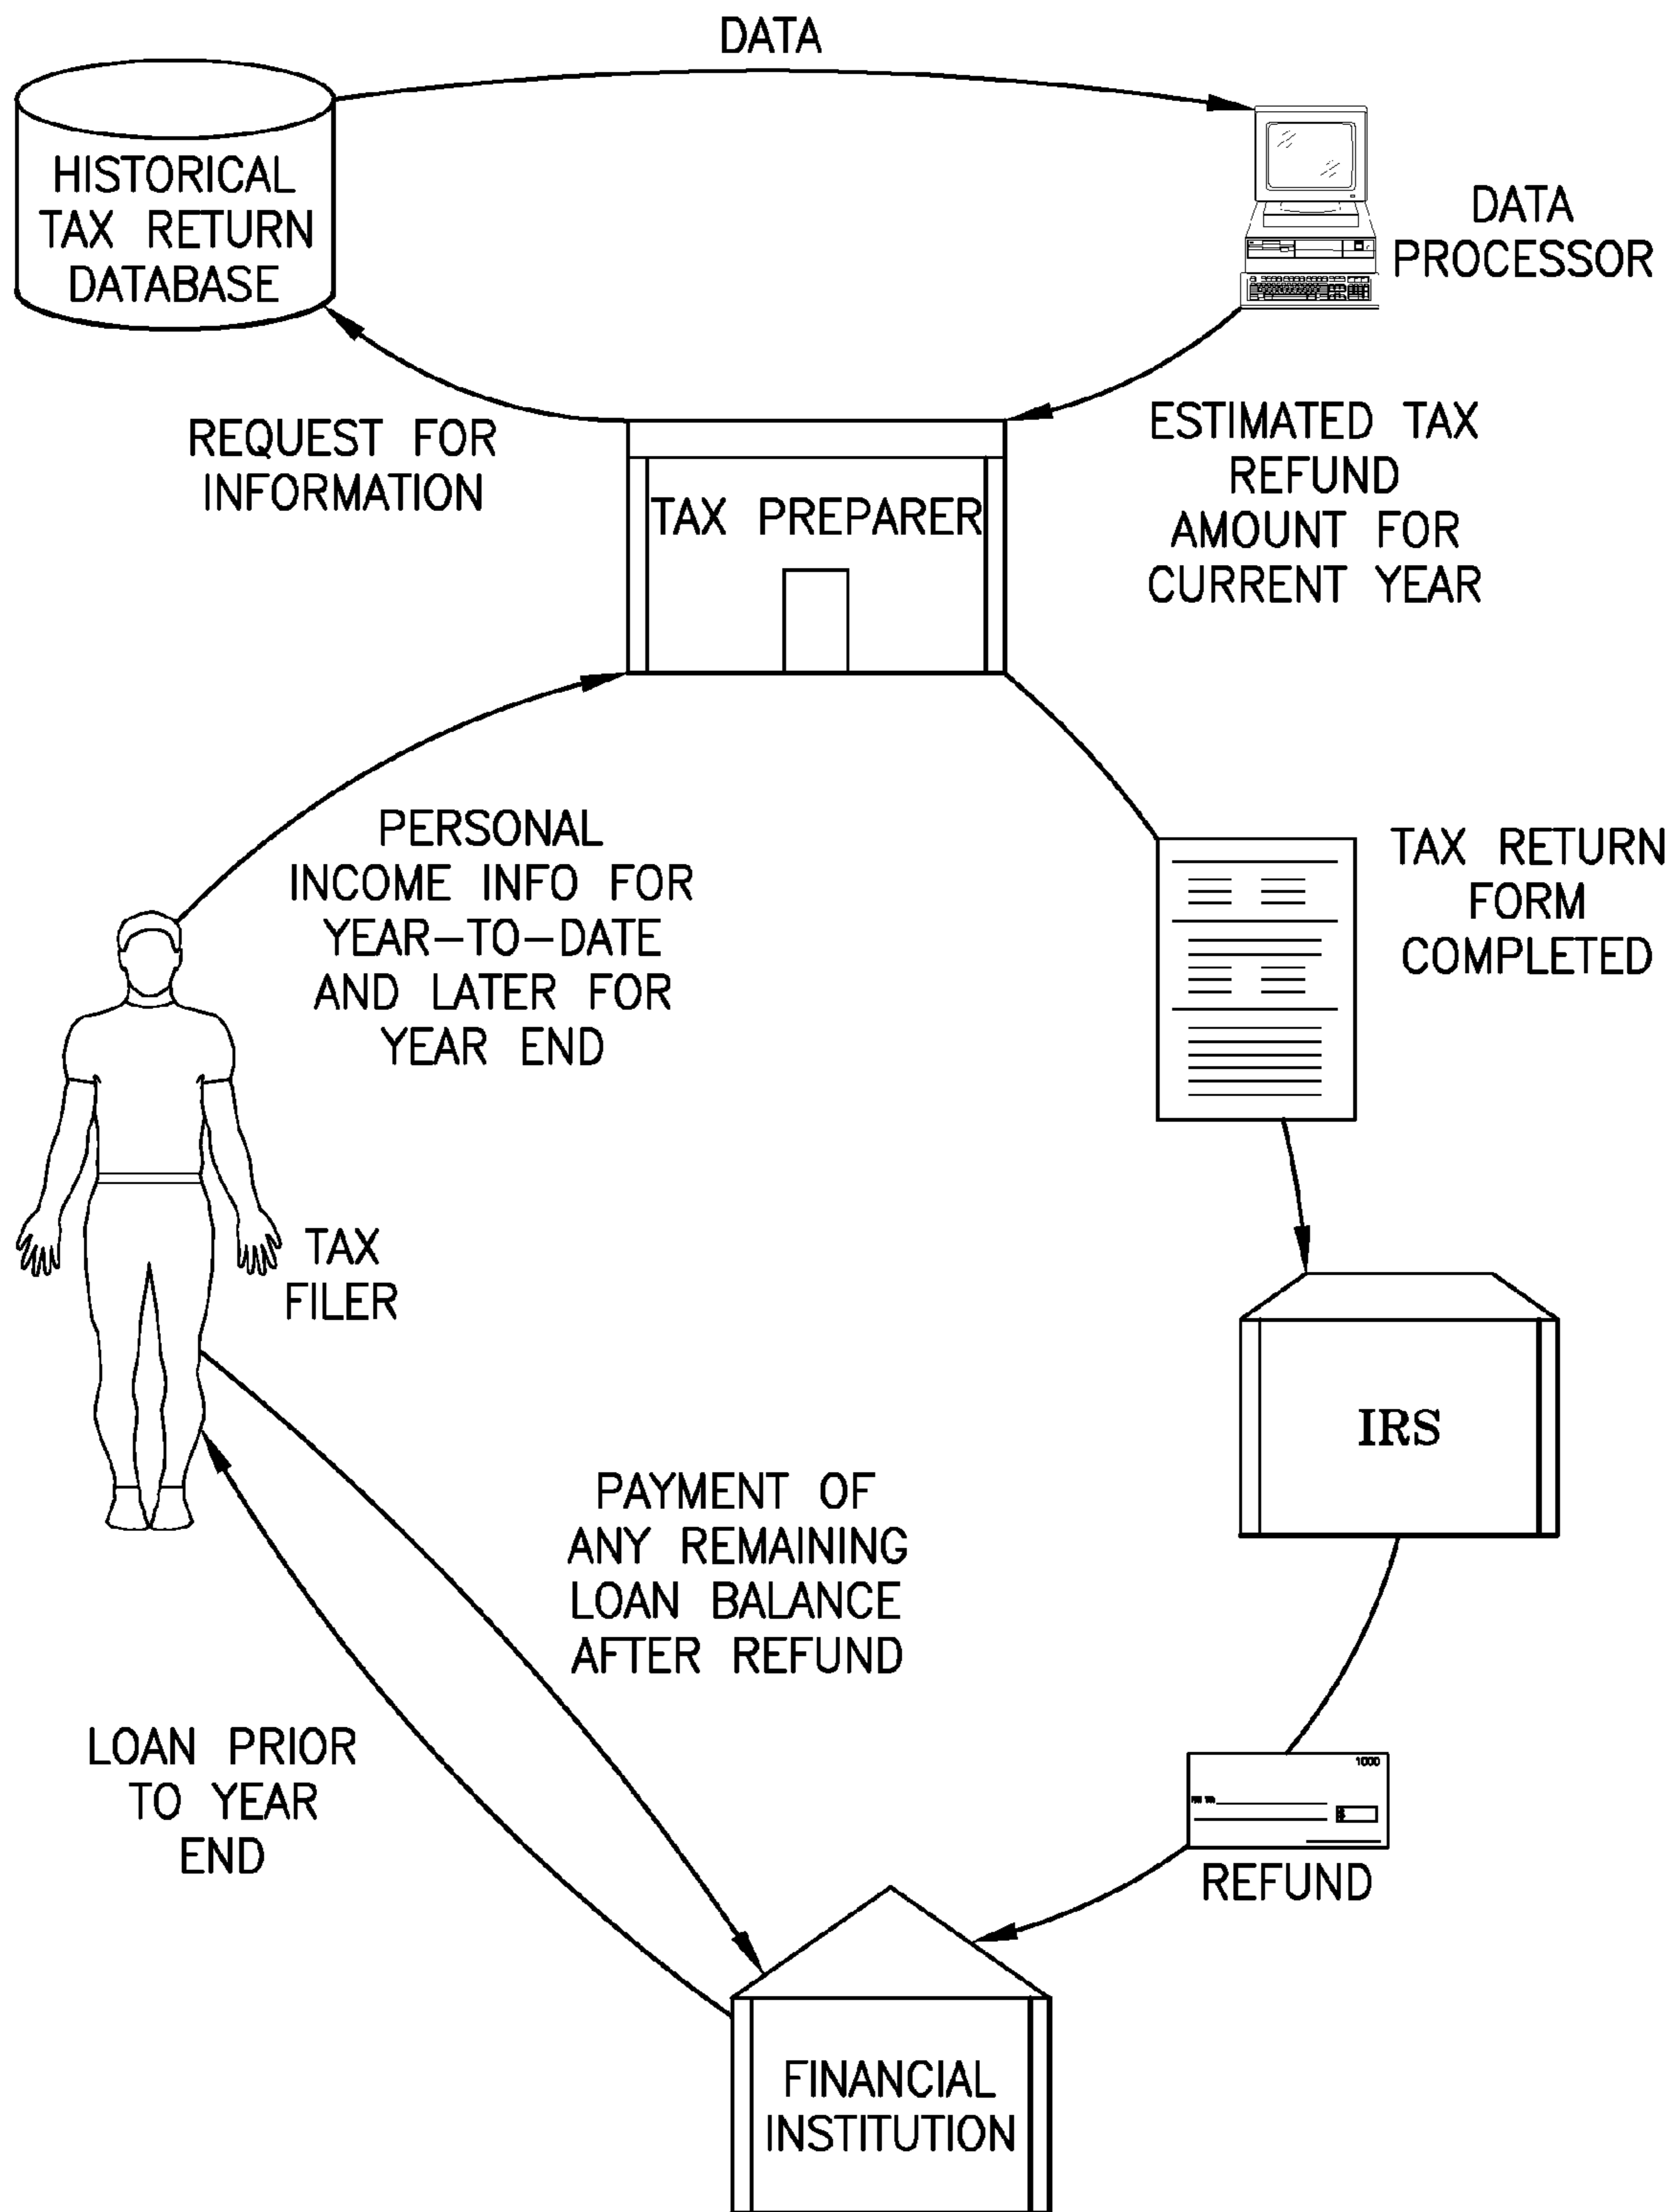 DATA
HISTORICAL
TAX RETURN
DATABASE
DATA
PROCESSOR
REQUEST FOR
INFORMATION
TAX PREPARER
ESTIMATED TAX
REFUND
AMOUNT FOR
CURRENT YEAR
PERSONAL
INCOME INFO FOR
YEAR-TO-DATE
AND LATER FOR
YEAR END
TAX RETURN
FORM
COMPLETED
TAX
FILER
IRS
PAYMENT OF
ANY REMAINING
LOAN BALANCE
AFTER REFUND
LOAN PRIOR
TO YEAR
END
1000
$
REFUND
FINANCIAL
INSTITUTION